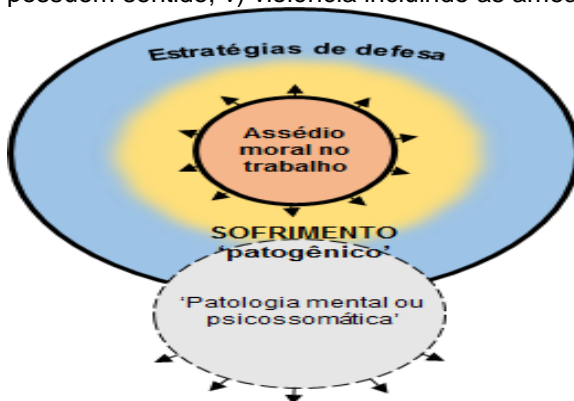 Estratégias de defesa
Assédio
moral no
trabalho
SOFRIMENTO
'patogênico'
'Patologia mental ou
psicossomática'